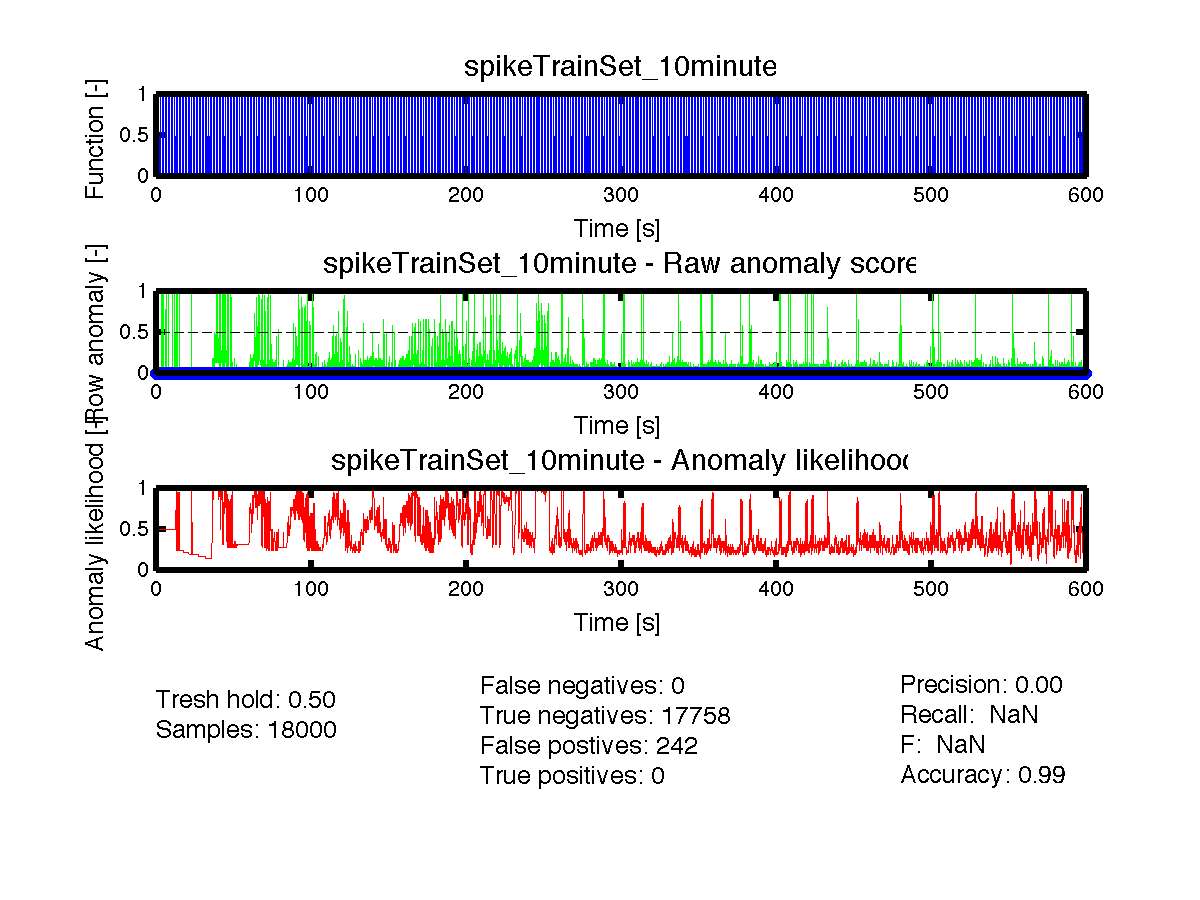 spikeTrainSet_10minute
Function [-]
1
0.5
0
0 100 200 300 400 500 600
Time [s]
spikeTrainSet_10minute - Raw anomaly score
Row anomaly [-]
1
0.5
0
0 100 200 300 400 500 600
Time [s]
spikeTrainSet_10minute - Anomaly likelihood
Anomaly likelihood [-]
1
0.5
0
0 100 200 300 400 500 600
Time [s]
Tresh hold: 0.50
Samples: 18000
False negatives: 0
True negatives: 17758
False postives: 242
True positives: 0
Precision: 0.00
Recall: NaN
F: NaN
Accuracy: 0.99